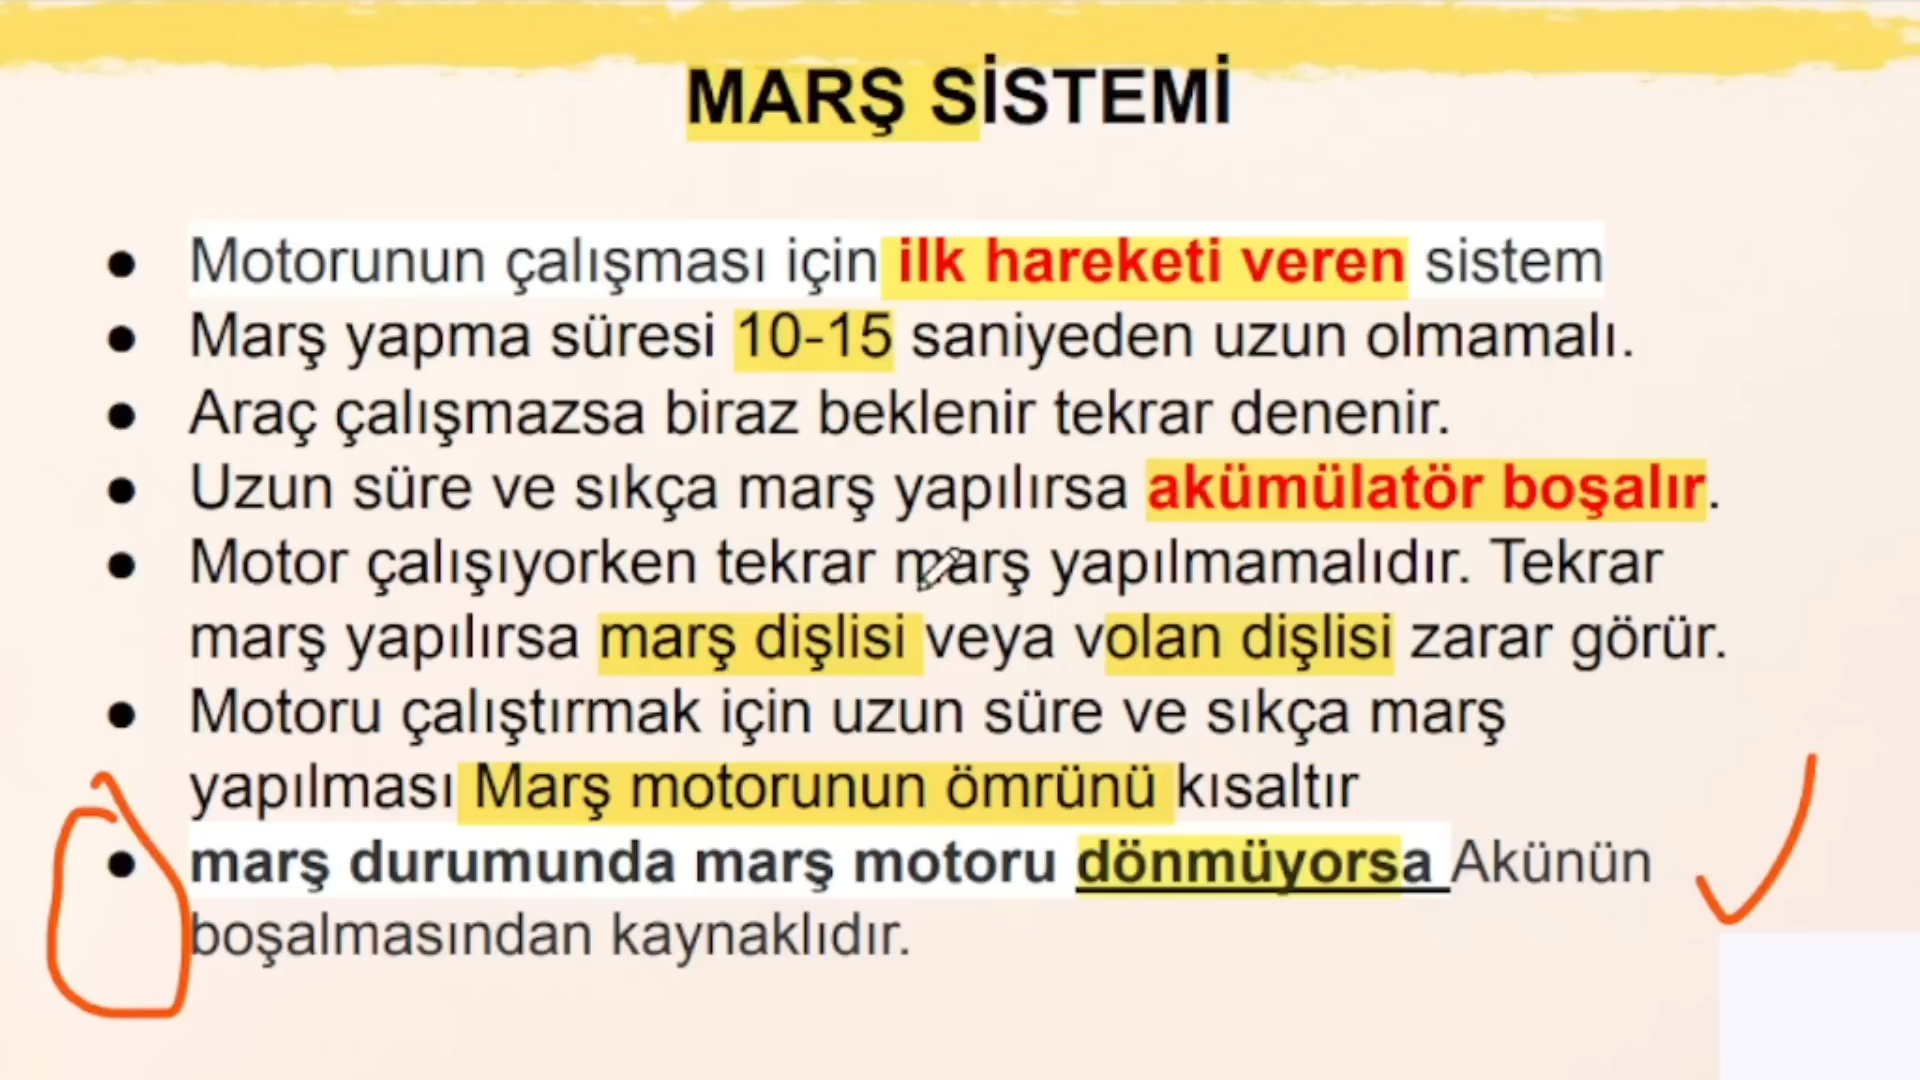 MARŞ SİSTEMİ
● Motorunun çalışması için ilk hareketi veren sistem
● Marş yapma süresi 10-15 saniyeden uzun olmamalı.
● Araç çalışmazsa biraz beklenir tekrar denenir.
● Uzun süre ve sıkça marş yapılırsa akümülatör boşalır.
● Motor çalışıyorken tekrar marş yapılmamalıdır. Tekrar
marş yapılırsa marş dişlisi veya volan dişlisi zarar görür.
● Motoru çalıştırmak için uzun süre ve sıkça marş
yapılması Marş motorunun ömrünü kısaltır
● marş durumunda marş motoru dönmüyorsa Akünün
boşalmasından kaynaklıdır.